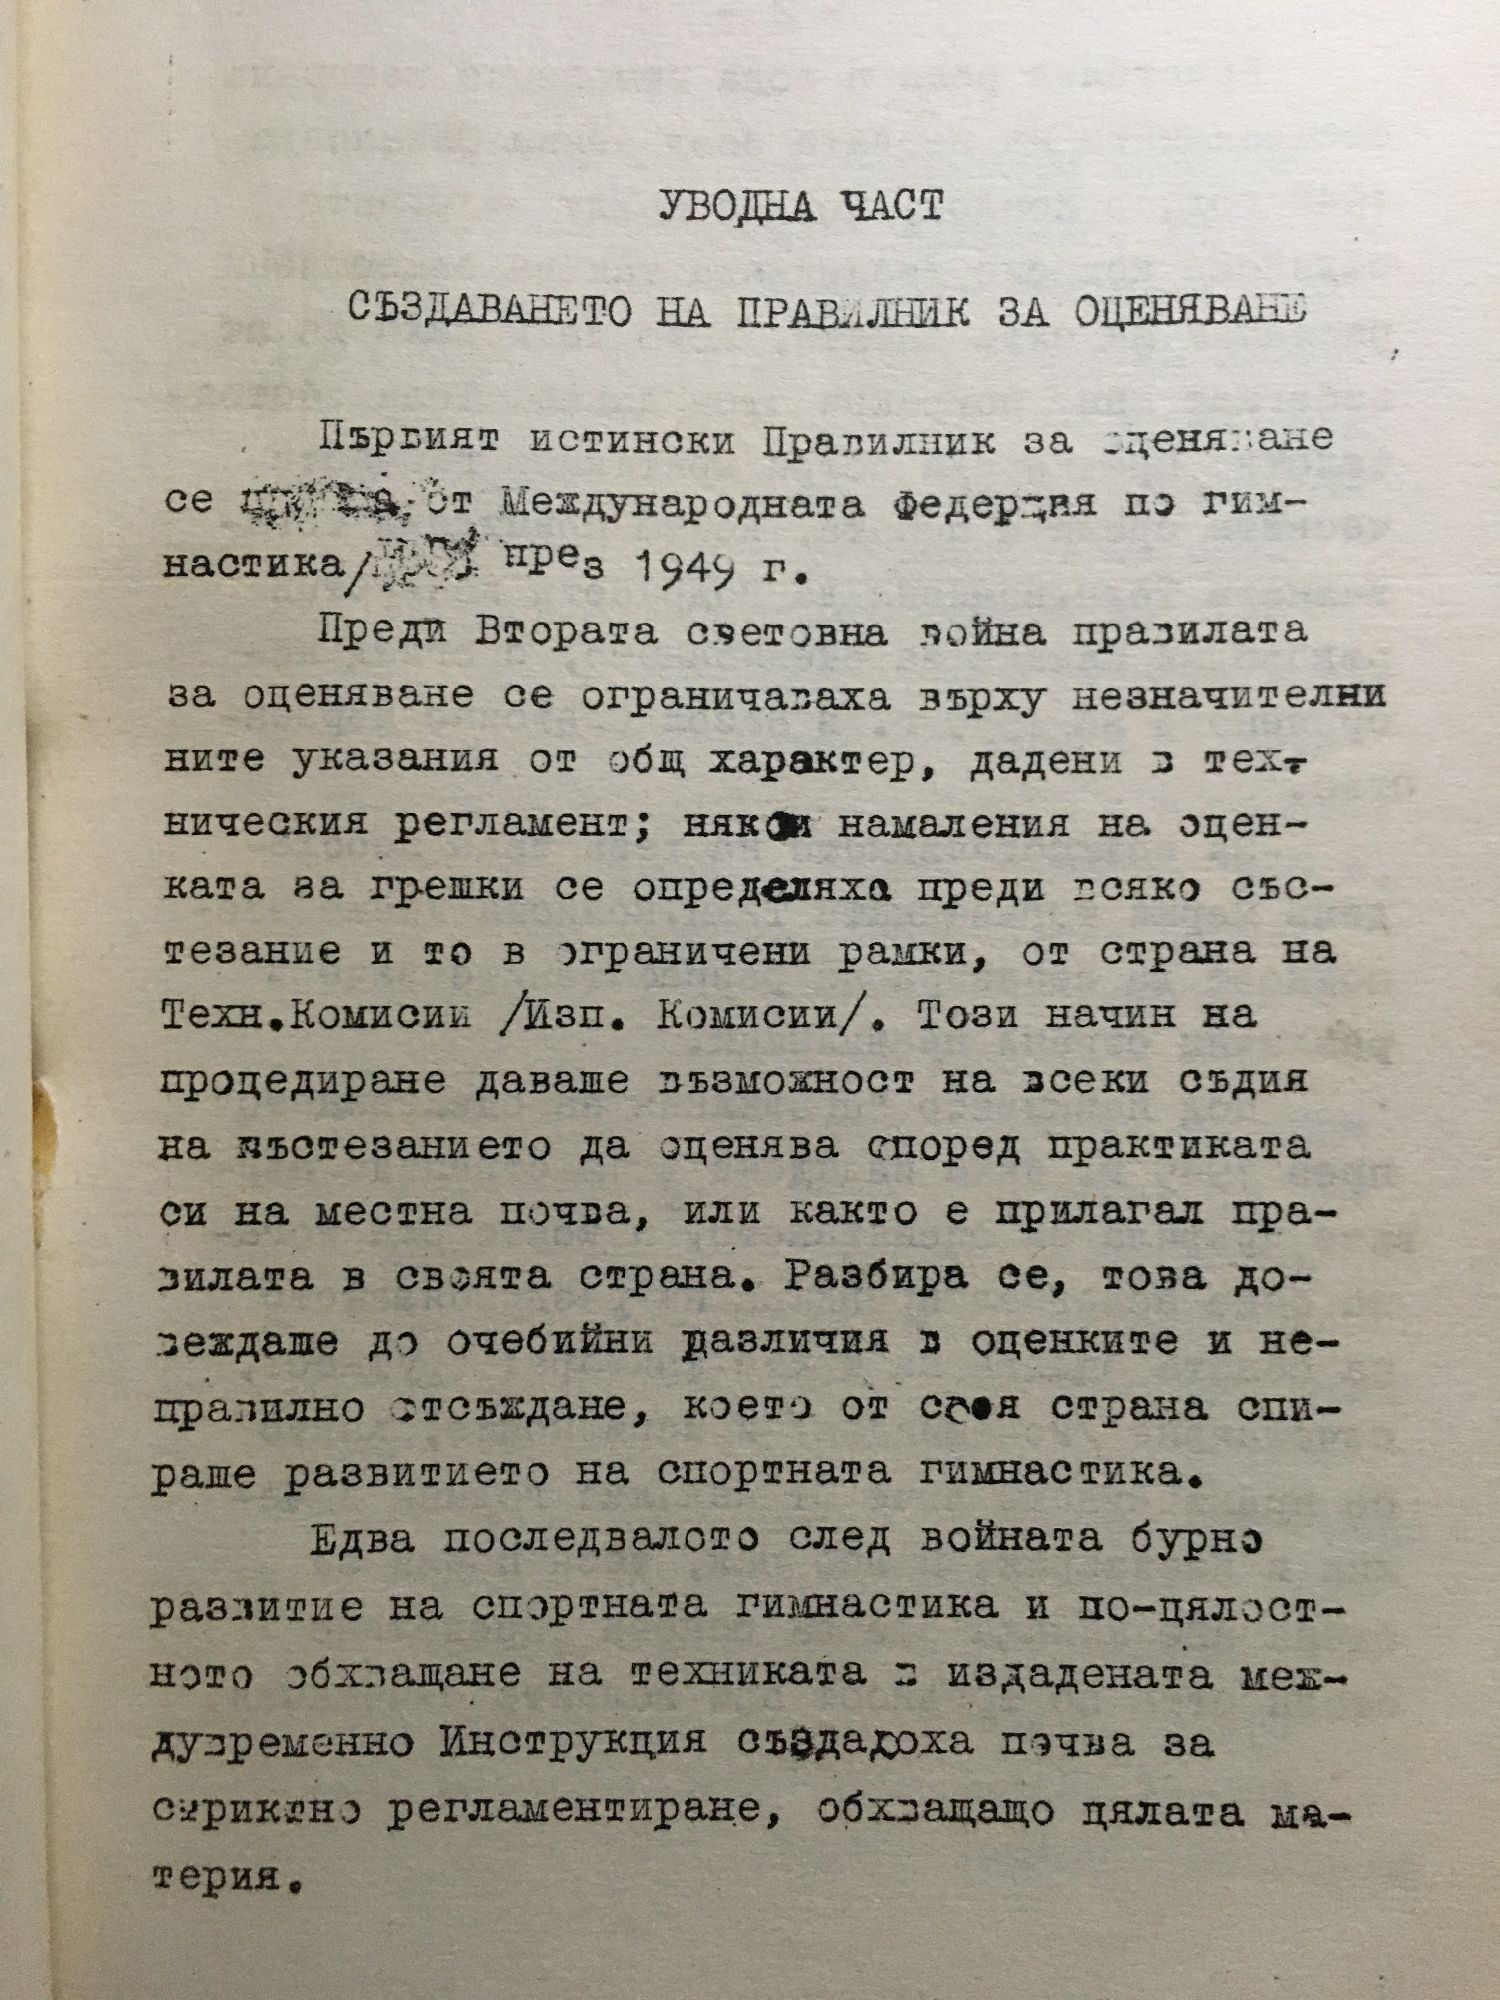 УВОДНА ЧАСТ
СЪЗДАВАНЕТО НА ПРАВИЛНИК ЗА ОЦЕНЯВАНЕ
Първият истински Правилник за оценяване
се от Международната Федерция по гим-
настика/ през 1949 г.
Преди Втората световна война правилата
за оценяване се ограничаваха върху незначителни
ните указания от общ характер, дадени в тех-
ническия регламент; някои намаления на оцен-
ката за грешки се определяха преди всяко със-
тезание и то в ограничени рамки, от страна на
Техн.Комисии /Изп. Комисии/. Този начин на
процедиране даваше възможност на всеки съдия
на състезанието да оценява според практиката
си на местна почва, или както е прилагал пра-
вилата в своята страна. Разбира се, това до-
веждаше до очебийни различия в оценките и не-
правилно отсъждане, което от своя страна спи-
раше развитието на спортната гимнастика.
Едва последвалото след войната бурно
развитие на спортната гимнастика и по-цялост-
ното обхващане на техниката в издадената меж-
дувременно Инструкция създадоха почва за
стриктно регламентиране, обхващащо цялата ма-
терия.